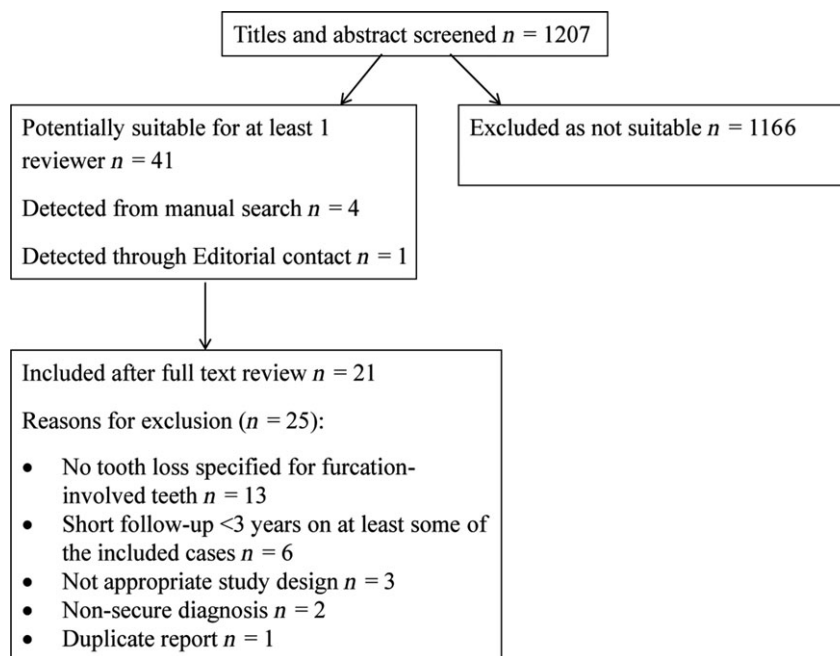 Titles and abstract screened n = 1207
Potentially suitable for at least 1
reviewer n = 41
Detected from manual search n = 4
Detected through Editorial contact n = 1
Excluded as not suitable n = 1166
Included after full text review n = 21
Reasons for exclusion (n = 25):
• No tooth loss specified for furcation-
involved teeth n = 13
• Short follow-up <3 years on at least some of
the included cases n = 6
• Not appropriate study design n = 3
• Non-secure diagnosis n = 2
• Duplicate report n = 1